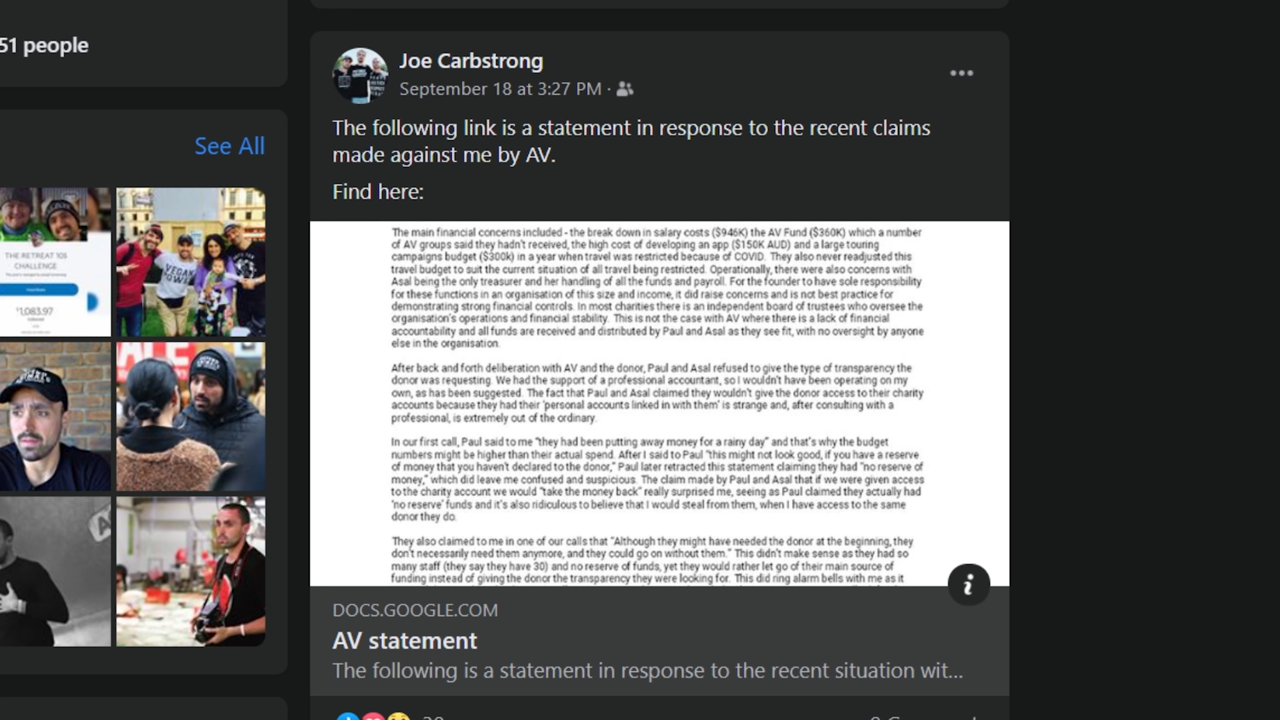 51 people
See All
THE RETREAT 10$
CHALLENGE
Joe Carbstrong
September 18 at 3:27 PM ·
The following link is a statement in response to the recent claims
made against me by AV.
Find here:
The main financial concerns included - the break down in salary costs ($946K) the AV Fund ($360K) which a number
of AV groups said they hadn't received, the high cost of developing an app ($150K AUD) and a large touring
campaigns budget ($300k) in a year when travel was restricted because of COVID. They also never readjusted this
travel budget to suit the current situation of all travel being restricted. Operationally, there were also concerns with
Asal being the only treasurer and her handling of all the funds and payroll. For the founder to have sole responsibility
for these functions in an organisation of this size and income, it did raise concerns and is not best practice for
demonstrating strong financial controls. In most charities there is an independent board of trustees who oversee the
organisation's operations and financial stability. This is not the case with AV where there is a lack of financial
accountability and all funds are received and distributed by Paul and Asal as they see fit, with no oversight by anyone
else in the organisation.
After back and forth deliberation with AV and the donor, Paul and Asal refused to give the type of transparency the
donor was requesting. We had the support of a professional accountant, so I wouldn't have been operating on my
own, as has been suggested. The fact that Paul and Asal claimed they wouldn't give the donor access to their charity
accounts because they had their 'personal accounts linked in with them' is strange and, after consulting with a
professional, is extremely out of the ordinary.
In our first call, Paul said to me "they had been putting away money for a rainy day" and that's why the budget
numbers might be higher than their actual spend. After I said to Paul "this might not look good, if you have a reserve
of money that you haven't declared to the donor," Paul later retracted this statement claiming they had "no reserve of
money," which did leave me confused and suspicious. The claim made by Paul and Asal that if we were given access
to the charity account we would "take the money back" really surprised me, seeing as Paul claimed they actually had
'no reserve' funds and it's also ridiculous to believe that I would steal from them, when I have access to the same
donor they do.
They also claimed to me in one of our calls that "Although they might have needed the donor at the beginning, they
don't necessarily need them anymore, and they could go on without them." This didn't make sense as they had so
many staff (they say they have 30) and no reserve of funds, yet they would rather let go of their main source of
funding instead of giving the donor the transparency they were looking for. This did ring alarm bells with me as it
DOCS.GOOGLE.COM
AV statement
The following is a statement in response to the recent situation wit...